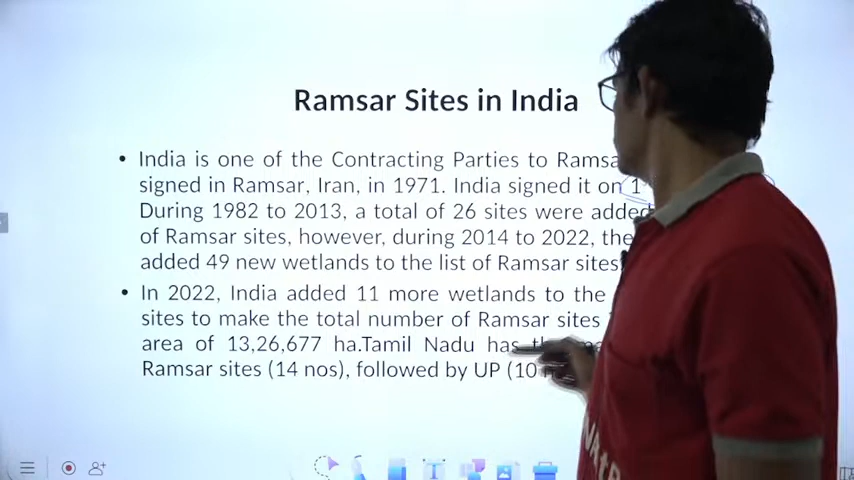 Ramsar Sites in India
• India is one of the Contracting Parties to
signed in Ramsar, Iran, in 1971. India signed it on
During 1982 to 2013, a total of 26 sites were added
of Ramsar sites, however, during 2014 to 2022, the
added 49 new wetlands to the list of Ramsar sites
• In 2022, India added 11 more wetlands to the
sites to make the total number of Ramsar sites
area of 13,26,677 ha.Tamil Nadu has
Ramsar sites (14 nos), followed by UP (10